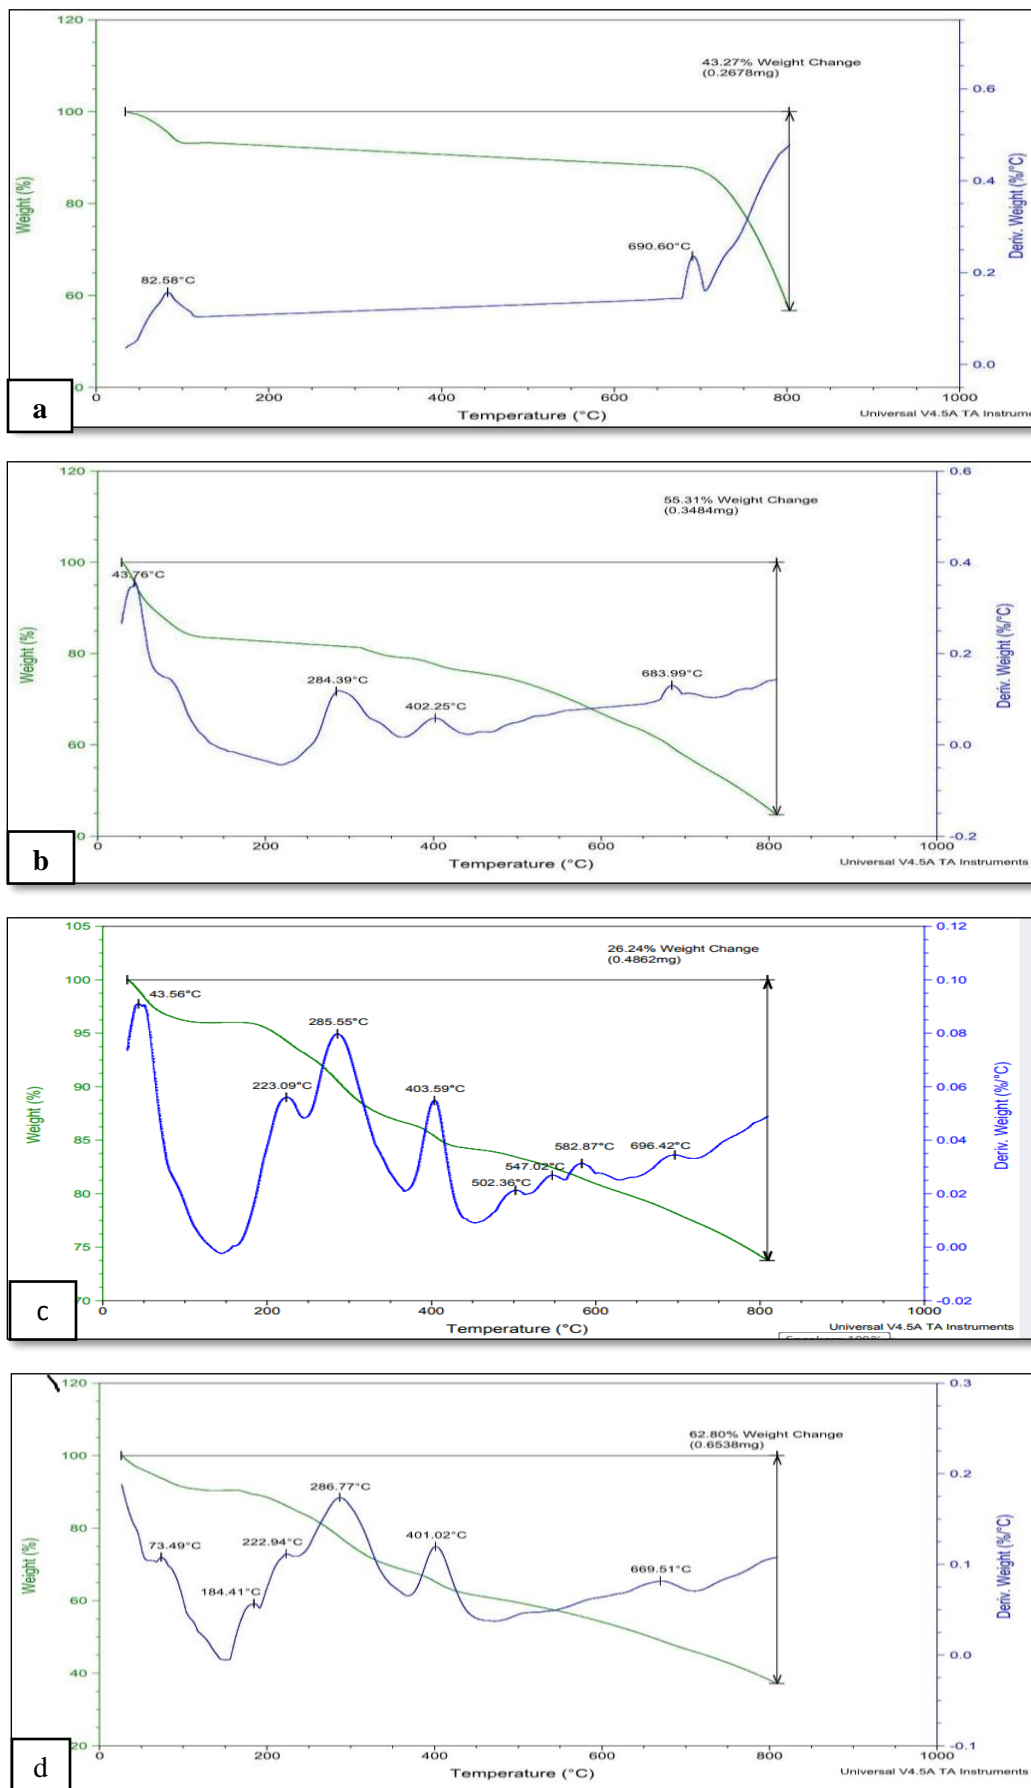 120
43.27% Weight Change
(0.2678mg)
100
0.6
Weight (%)
80
0.4
Deriv. Weight (%/°C)
690.60°C
82.58°C
60
0.2
0.0
0
200
400
600
800
1000
Temperature (°C)
Universal V4.5A TA Instrume
a
120
0.6
55.31% Weight Change
(0.3484mg)
100
0.4
43.76°C
Weight (%)
80
0.2
Deriv. Weight (%/°C)
284.39°C
683.99°C
402.25°C
60
0.0
-0.2
0
200
400
600
800
1000
Temperature (°C)
Universal V4.5A TA Instruments
b
105
0.12
26.24% Weight Change
(0.4862mg)
100
0.10
43.56°C
285.55°C
95
0.08
Weight (%)
223.09°C
403.59°C
90
0.06
Deriv. Weight (%/°C)
582.87°C
696.42°C
85
0.04
547.02°C
502.36°C
80
0.02
75
0.00
70
-0.02
0
200
400
600
800
1000
Temperature (°C)
Universal V4.5A TA Instruments
c
120
0.3
62.80% Weight Change
(0.6538mg)
100
0.2
286.77°C
Weight (%)
80
73.49°C
222.94°C
401.02°C
0.1
Deriv. Weight (%/°C)
184.41°C
669.51°C
60
0.0
40
20
-0.1
0
200
400
600
800
1000
Temperature (°C)
Universal V4.5A TA Instruments
d